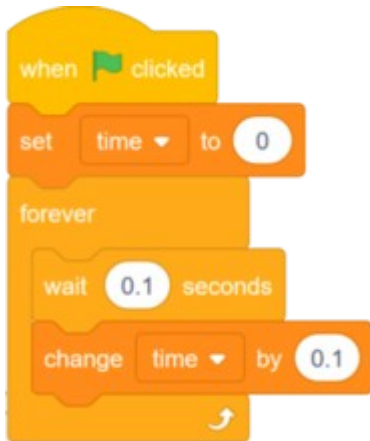 when clicked
set time to 0
forever
wait 0.1 seconds
change time by 0.1